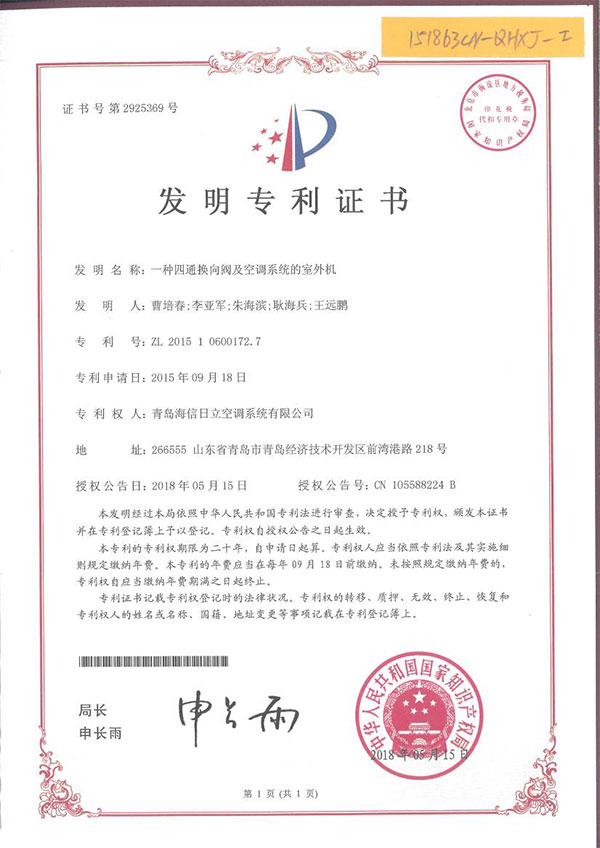 151863CN-QHXJ-I
证书号第2925369号
北京市海淀区地方税务局
印花税
代扣专用章
国家知识产权局
发明专利证书
发明名称:一种四通换向阀及空调系统的室外机
发明人:曹培春;李亚军;朱海滨;耿海兵;王远鹏
专利号:ZL 2015 1 0600172.7
专利申请日:2015年09月18日
专利权人:青岛海信日立空调系统有限公司
地址:266555 山东省青岛市青岛经济技术开发区前湾港路218号
授权公告日:2018年05月15日 授权公告号:CN 105588224 B
本发明经过本局依照中华人民共和国专利法进行审查,决定授予专利权,颁发本证书
并在专利登记簿上予以登记。专利权自授权公告之日起生效。
本专利的专利权期限为二十年,自申请日起算。专利权人应当依照专利法及其实施细
则规定缴纳年费。本专利的年费应当在每年09月18日前缴纳。未按照规定缴纳年费的,
专利权自应当缴纳年费期满之日起终止。
专利证书记载专利权登记时的法律状况。专利权的转移、质押、无效、终止、恢复和
专利权人的姓名或名称、国籍、地址变更等事项记载在专利登记簿上。
局长
申长雨
申长雨
中华人民共和国国家知识产权局
2018年05月15日
第1页(共1页)